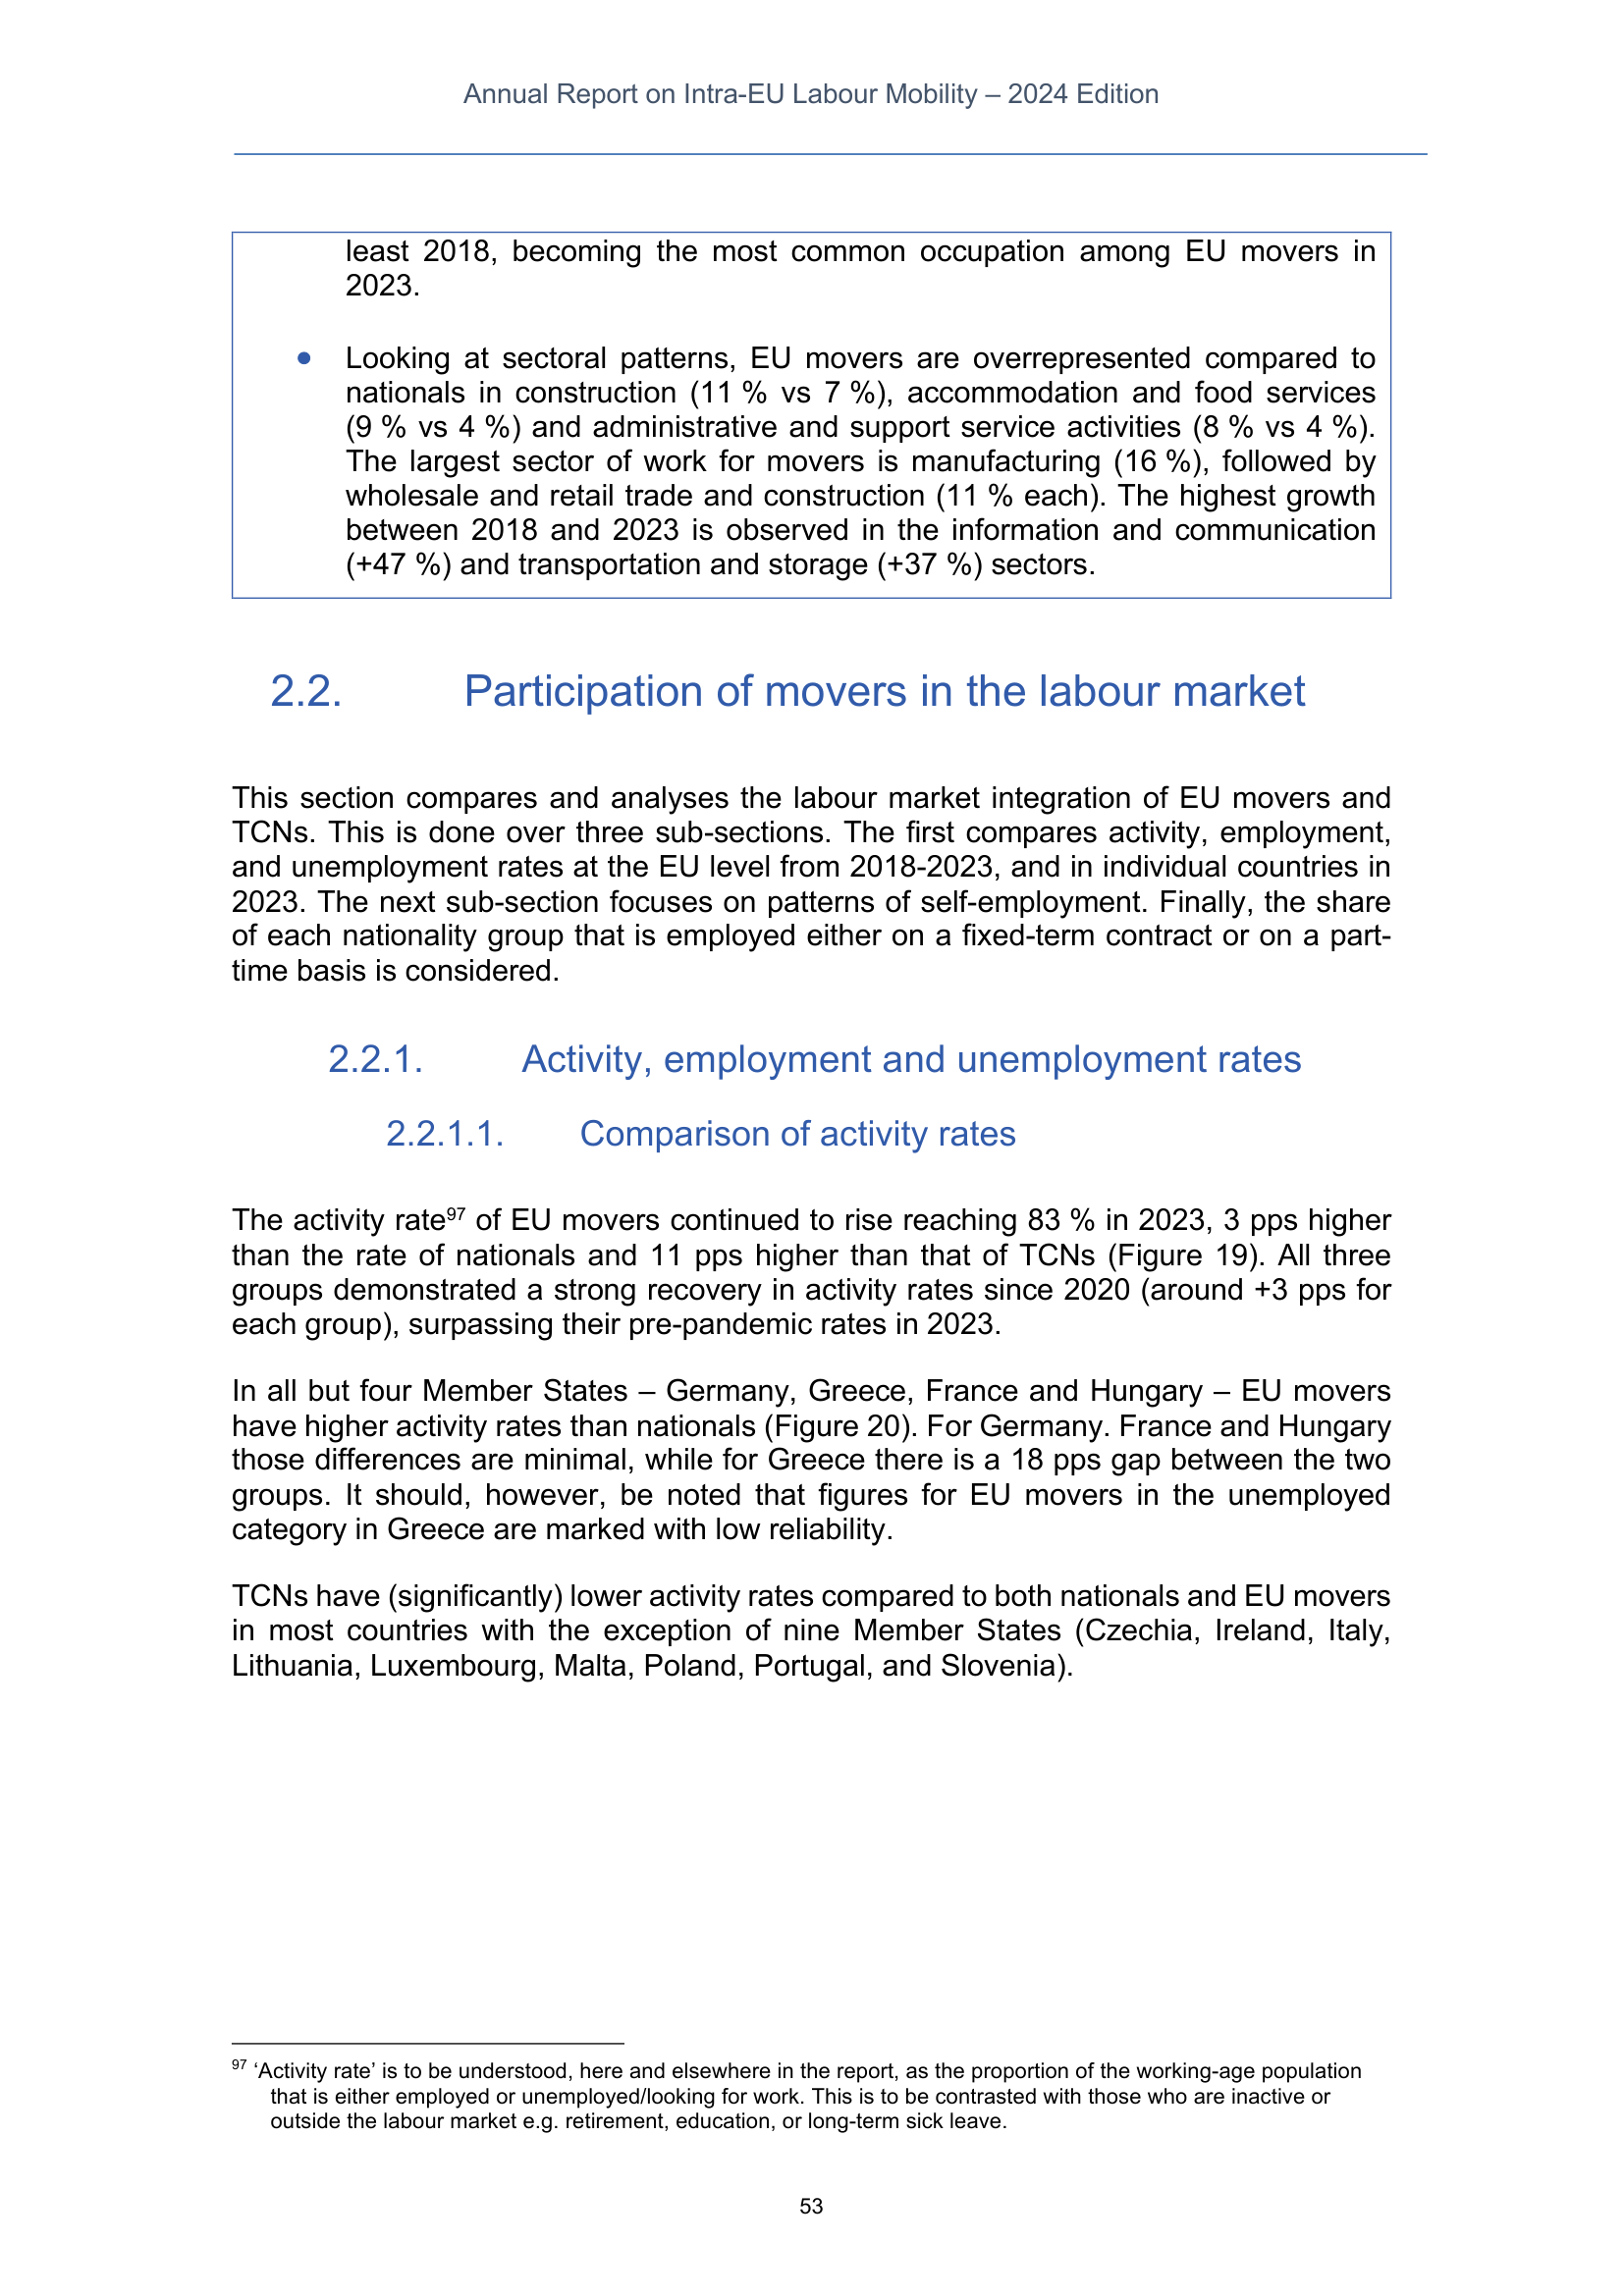 Annual Report on Intra-EU Labour Mobility – 2024 Edition
least 2018, becoming the most common occupation among EU movers in
2023.
• Looking at sectoral patterns, EU movers are overrepresented compared to
nationals in construction (11 % vs 7 %), accommodation and food services
(9 % vs 4 %) and administrative and support service activities (8 % vs 4 %).
The largest sector of work for movers is manufacturing (16 %), followed by
wholesale and retail trade and construction (11 % each). The highest growth
between 2018 and 2023 is observed in the information and communication
(+47 %) and transportation and storage (+37 %) sectors.
2.2. Participation of movers in the labour market
This section compares and analyses the labour market integration of EU movers and
TCNs. This is done over three sub-sections. The first compares activity, employment,
and unemployment rates at the EU level from 2018-2023, and in individual countries in
2023. The next sub-section focuses on patterns of self-employment. Finally, the share
of each nationality group that is employed either on a fixed-term contract or on a part-
time basis is considered.
2.2.1. Activity, employment and unemployment rates
2.2.1.1. Comparison of activity rates
The activity rate97 of EU movers continued to rise reaching 83 % in 2023, 3 pps higher
than the rate of nationals and 11 pps higher than that of TCNs (Figure 19). All three
groups demonstrated a strong recovery in activity rates since 2020 (around +3 pps for
each group), surpassing their pre-pandemic rates in 2023.
In all but four Member States – Germany, Greece, France and Hungary – EU movers
have higher activity rates than nationals (Figure 20). For Germany. France and Hungary
those differences are minimal, while for Greece there is a 18 pps gap between the two
groups. It should, however, be noted that figures for EU movers in the unemployed
category in Greece are marked with low reliability.
TCNs have (significantly) lower activity rates compared to both nationals and EU movers
in most countries with the exception of nine Member States (Czechia, Ireland, Italy,
Lithuania, Luxembourg, Malta, Poland, Portugal, and Slovenia).
97 ‘Activity rate’ is to be understood, here and elsewhere in the report, as the proportion of the working-age population
that is either employed or unemployed/looking for work. This is to be contrasted with those who are inactive or
outside the labour market e.g. retirement, education, or long-term sick leave.
53